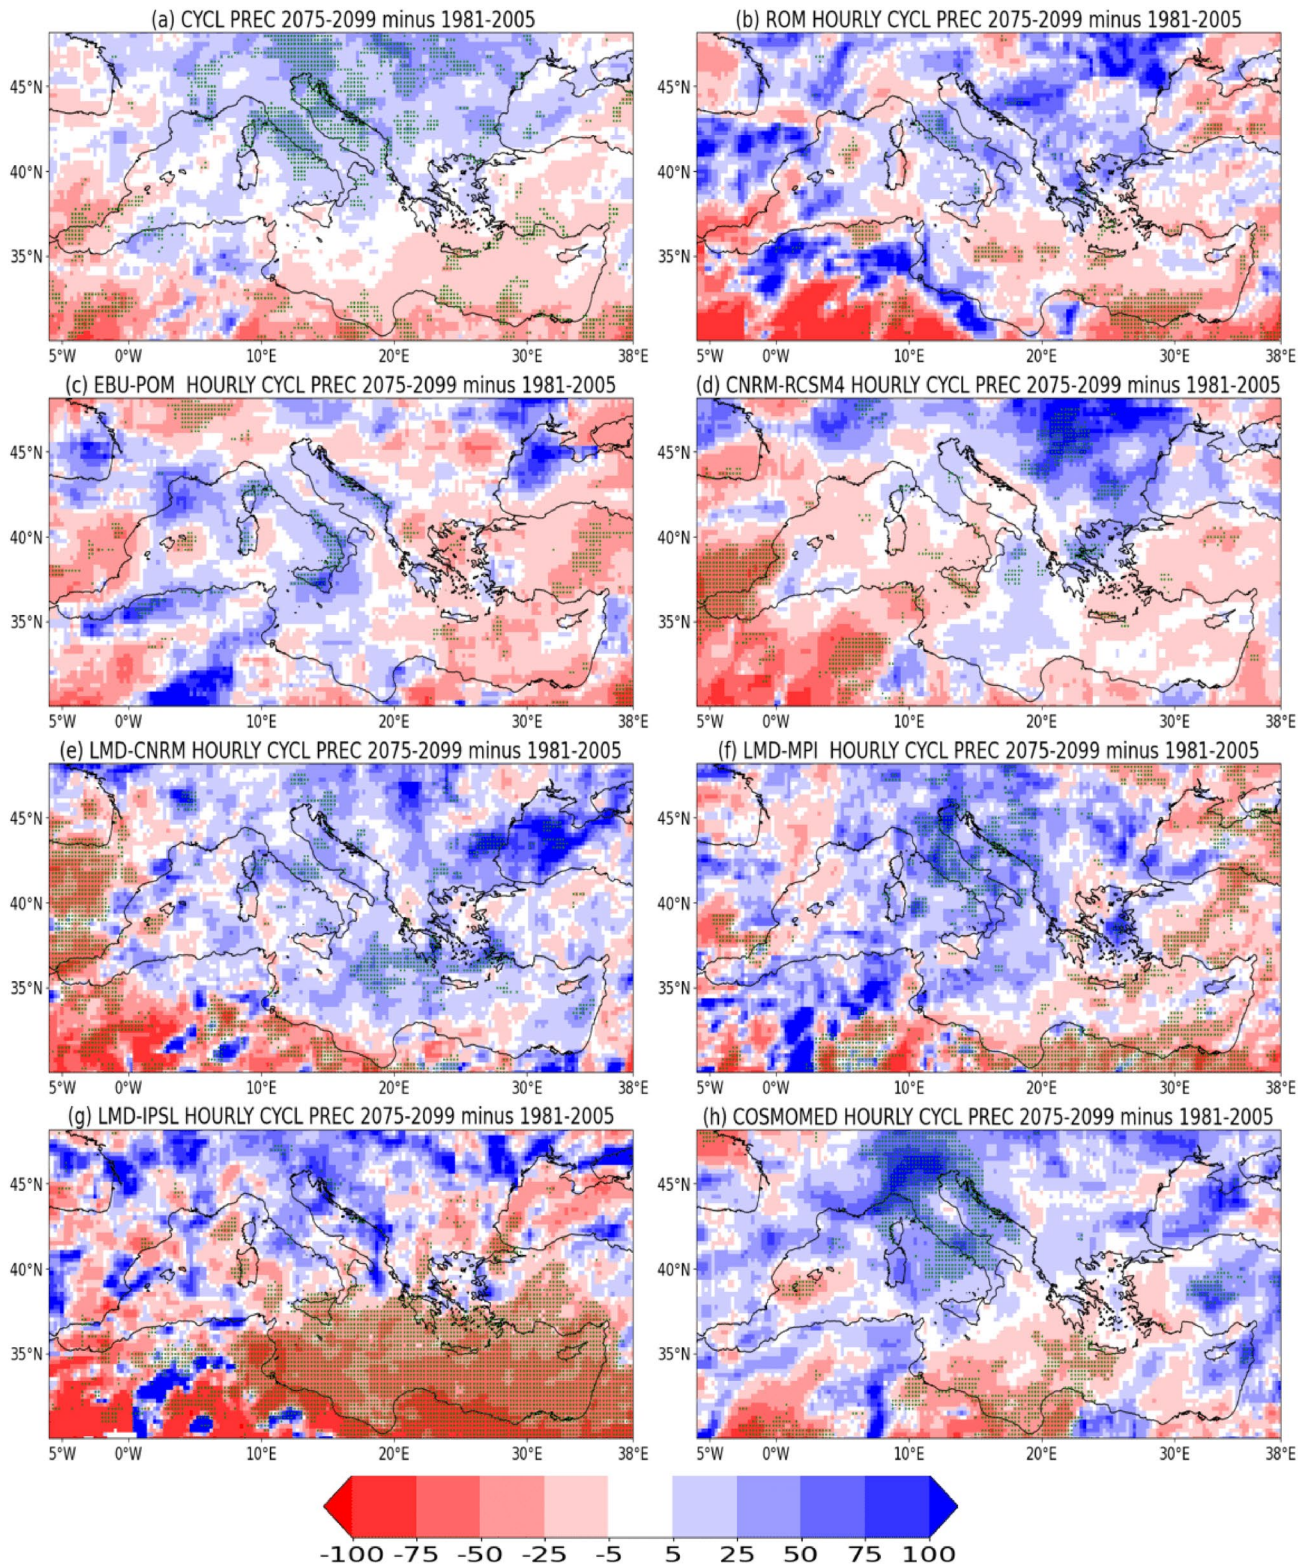 (a) CYCL PREC 2075-2099 minus 1981-2005
(b) ROM HOURLY CYCL PREC 2075-2099 minus 1981-2005
45°N
40°N
35°N
45°N
40°N
35°N
5°W 0°W 10°E 20°E 30°E 38°E
5°W 0°W 10°E 20°E 30°E 38°E
(c) EBU-POM HOURLY CYCL PREC 2075-2099 minus 1981-2005
(d) CNRM-RCSM4 HOURLY CYCL PREC 2075-2099 minus 1981-2005
45°N
40°N
35°N
45°N
40°N
35°N
5°W 0°W 10°E 20°E 30°E 38°E
5°W 0°W 10°E 20°E 30°E 38°E
(e) LMD-CNRM HOURLY CYCL PREC 2075-2099 minus 1981-2005
(f) LMD-MPI HOURLY CYCL PREC 2075-2099 minus 1981-2005
45°N
40°N
35°N
45°N
40°N
35°N
5°W 0°W 10°E 20°E 30°E 38°E
5°W 0°W 10°E 20°E 30°E 38°E
(g) LMD-IPSL HOURLY CYCL PREC 2075-2099 minus 1981-2005
(h) COSMOMED HOURLY CYCL PREC 2075-2099 minus 1981-2005
45°N
40°N
35°N
45°N
40°N
35°N
5°W 0°W 10°E 20°E 30°E 38°E
5°W 0°W 10°E 20°E 30°E 38°E
-100 -75 -50 -25 -5 5 25 50 75 100